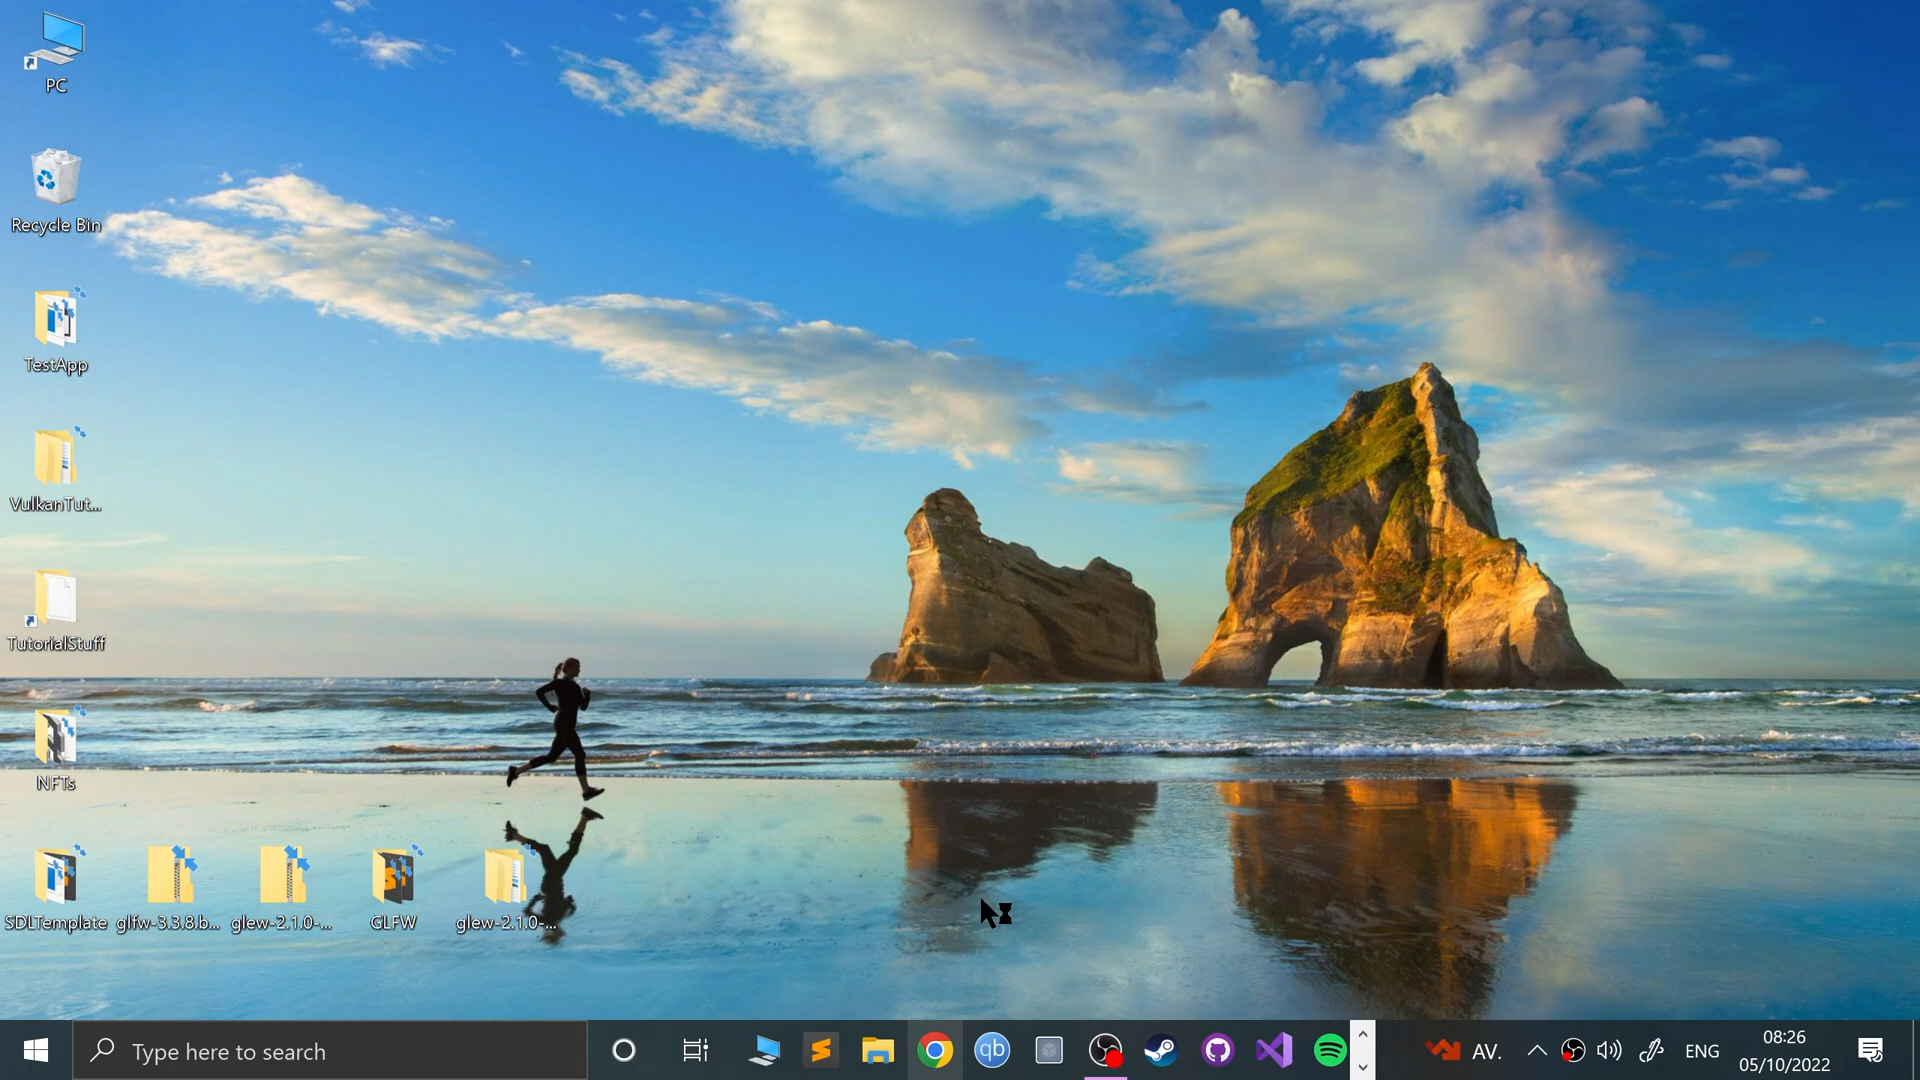 PC
Recycle Bin
TestApp
VulkanTut...
TutorialStuff
NFTs
SDLTemplate
glfw-3.3.8.b...
glew-2.1.0-...
GLFW
glew-2.1.0-...
Type here to search
qb
AV.
ENG
08:26
05/10/2022